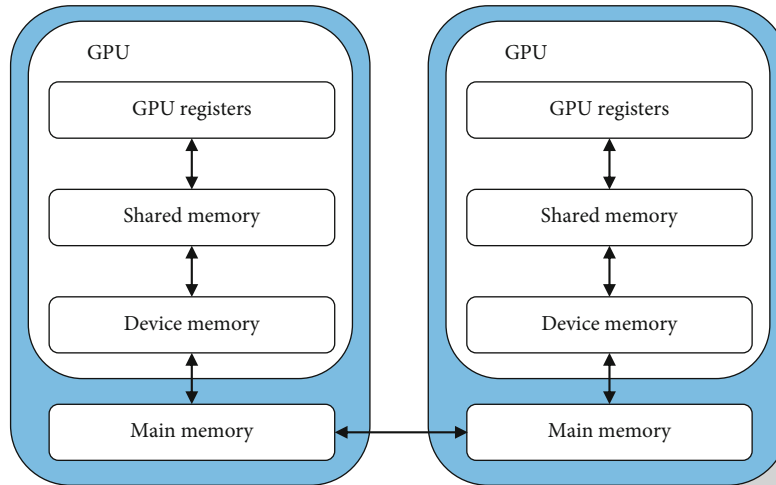 GPU
GPU registers
Shared memory
Device memory
Main memory
GPU
GPU registers
Shared memory
Device memory
Main memory